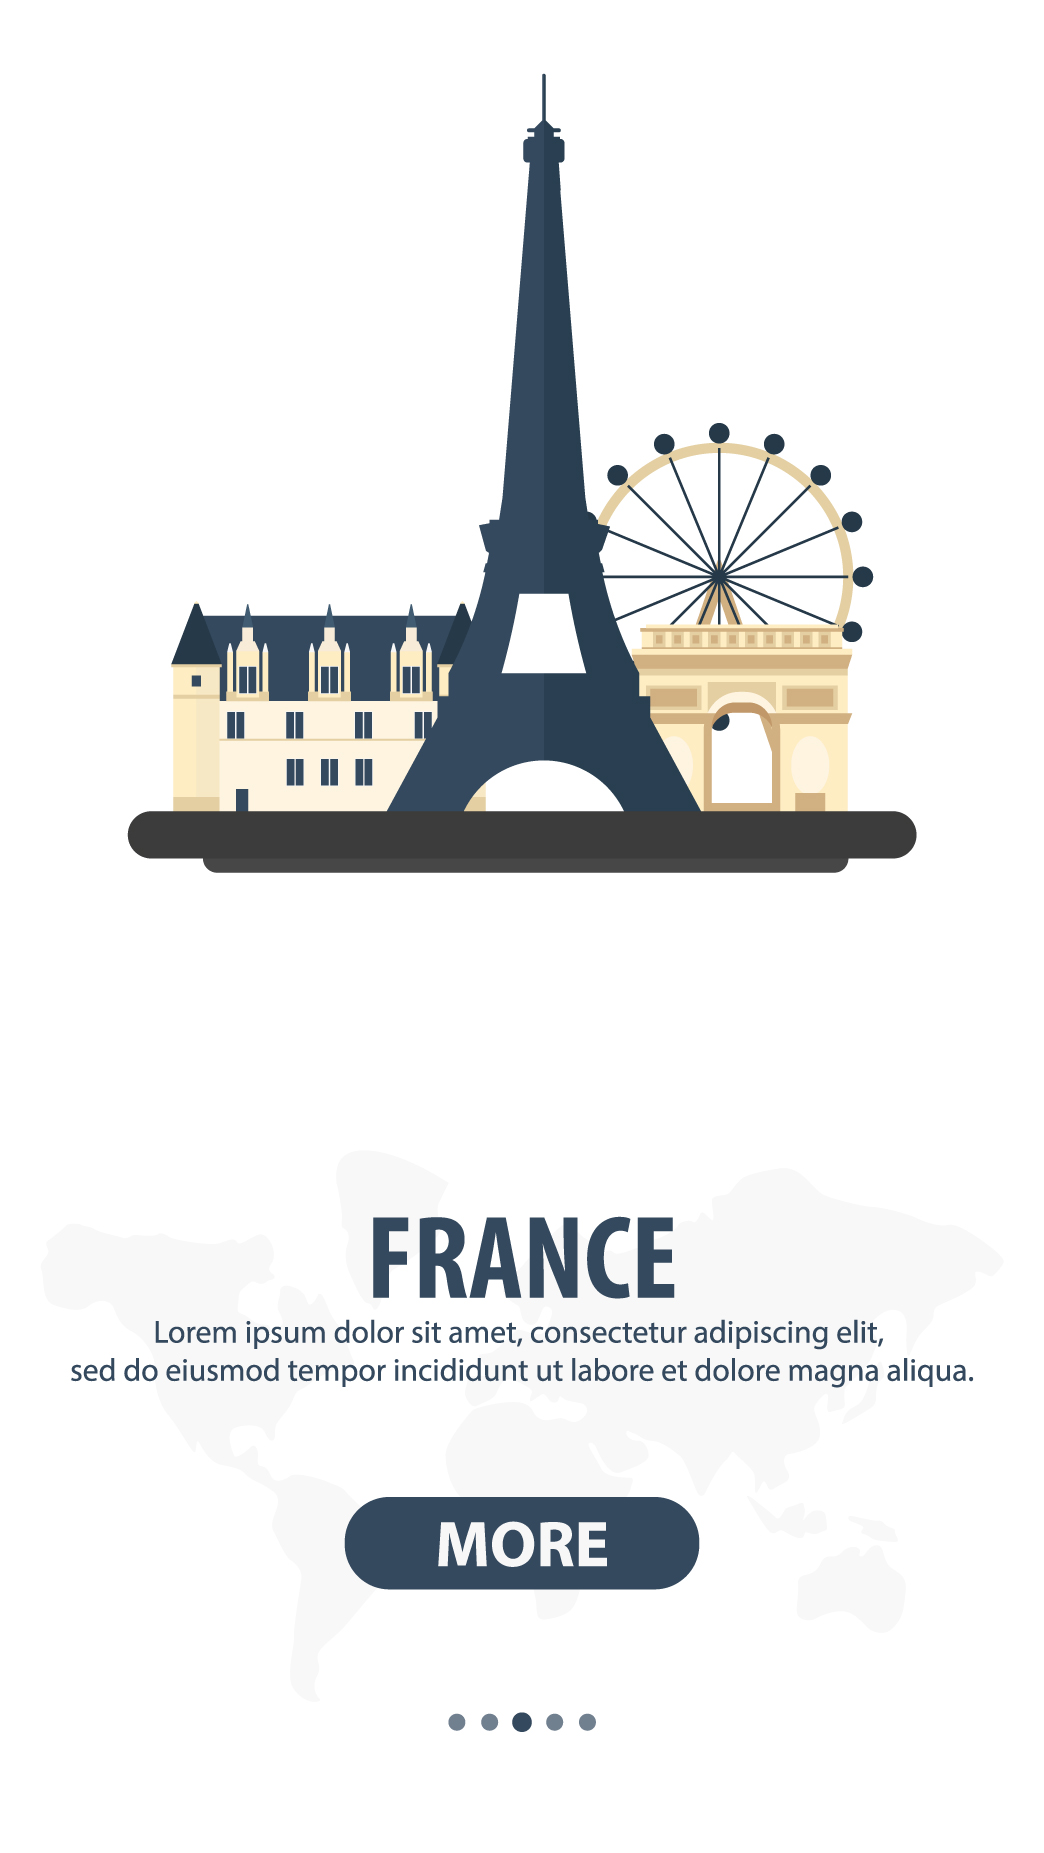 FRANCE
Lorem ipsum dolor sit amet, consectetur adipiscing elit,
sed do eiusmod tempor incididunt ut labore et dolore magna aliqua.
MORE